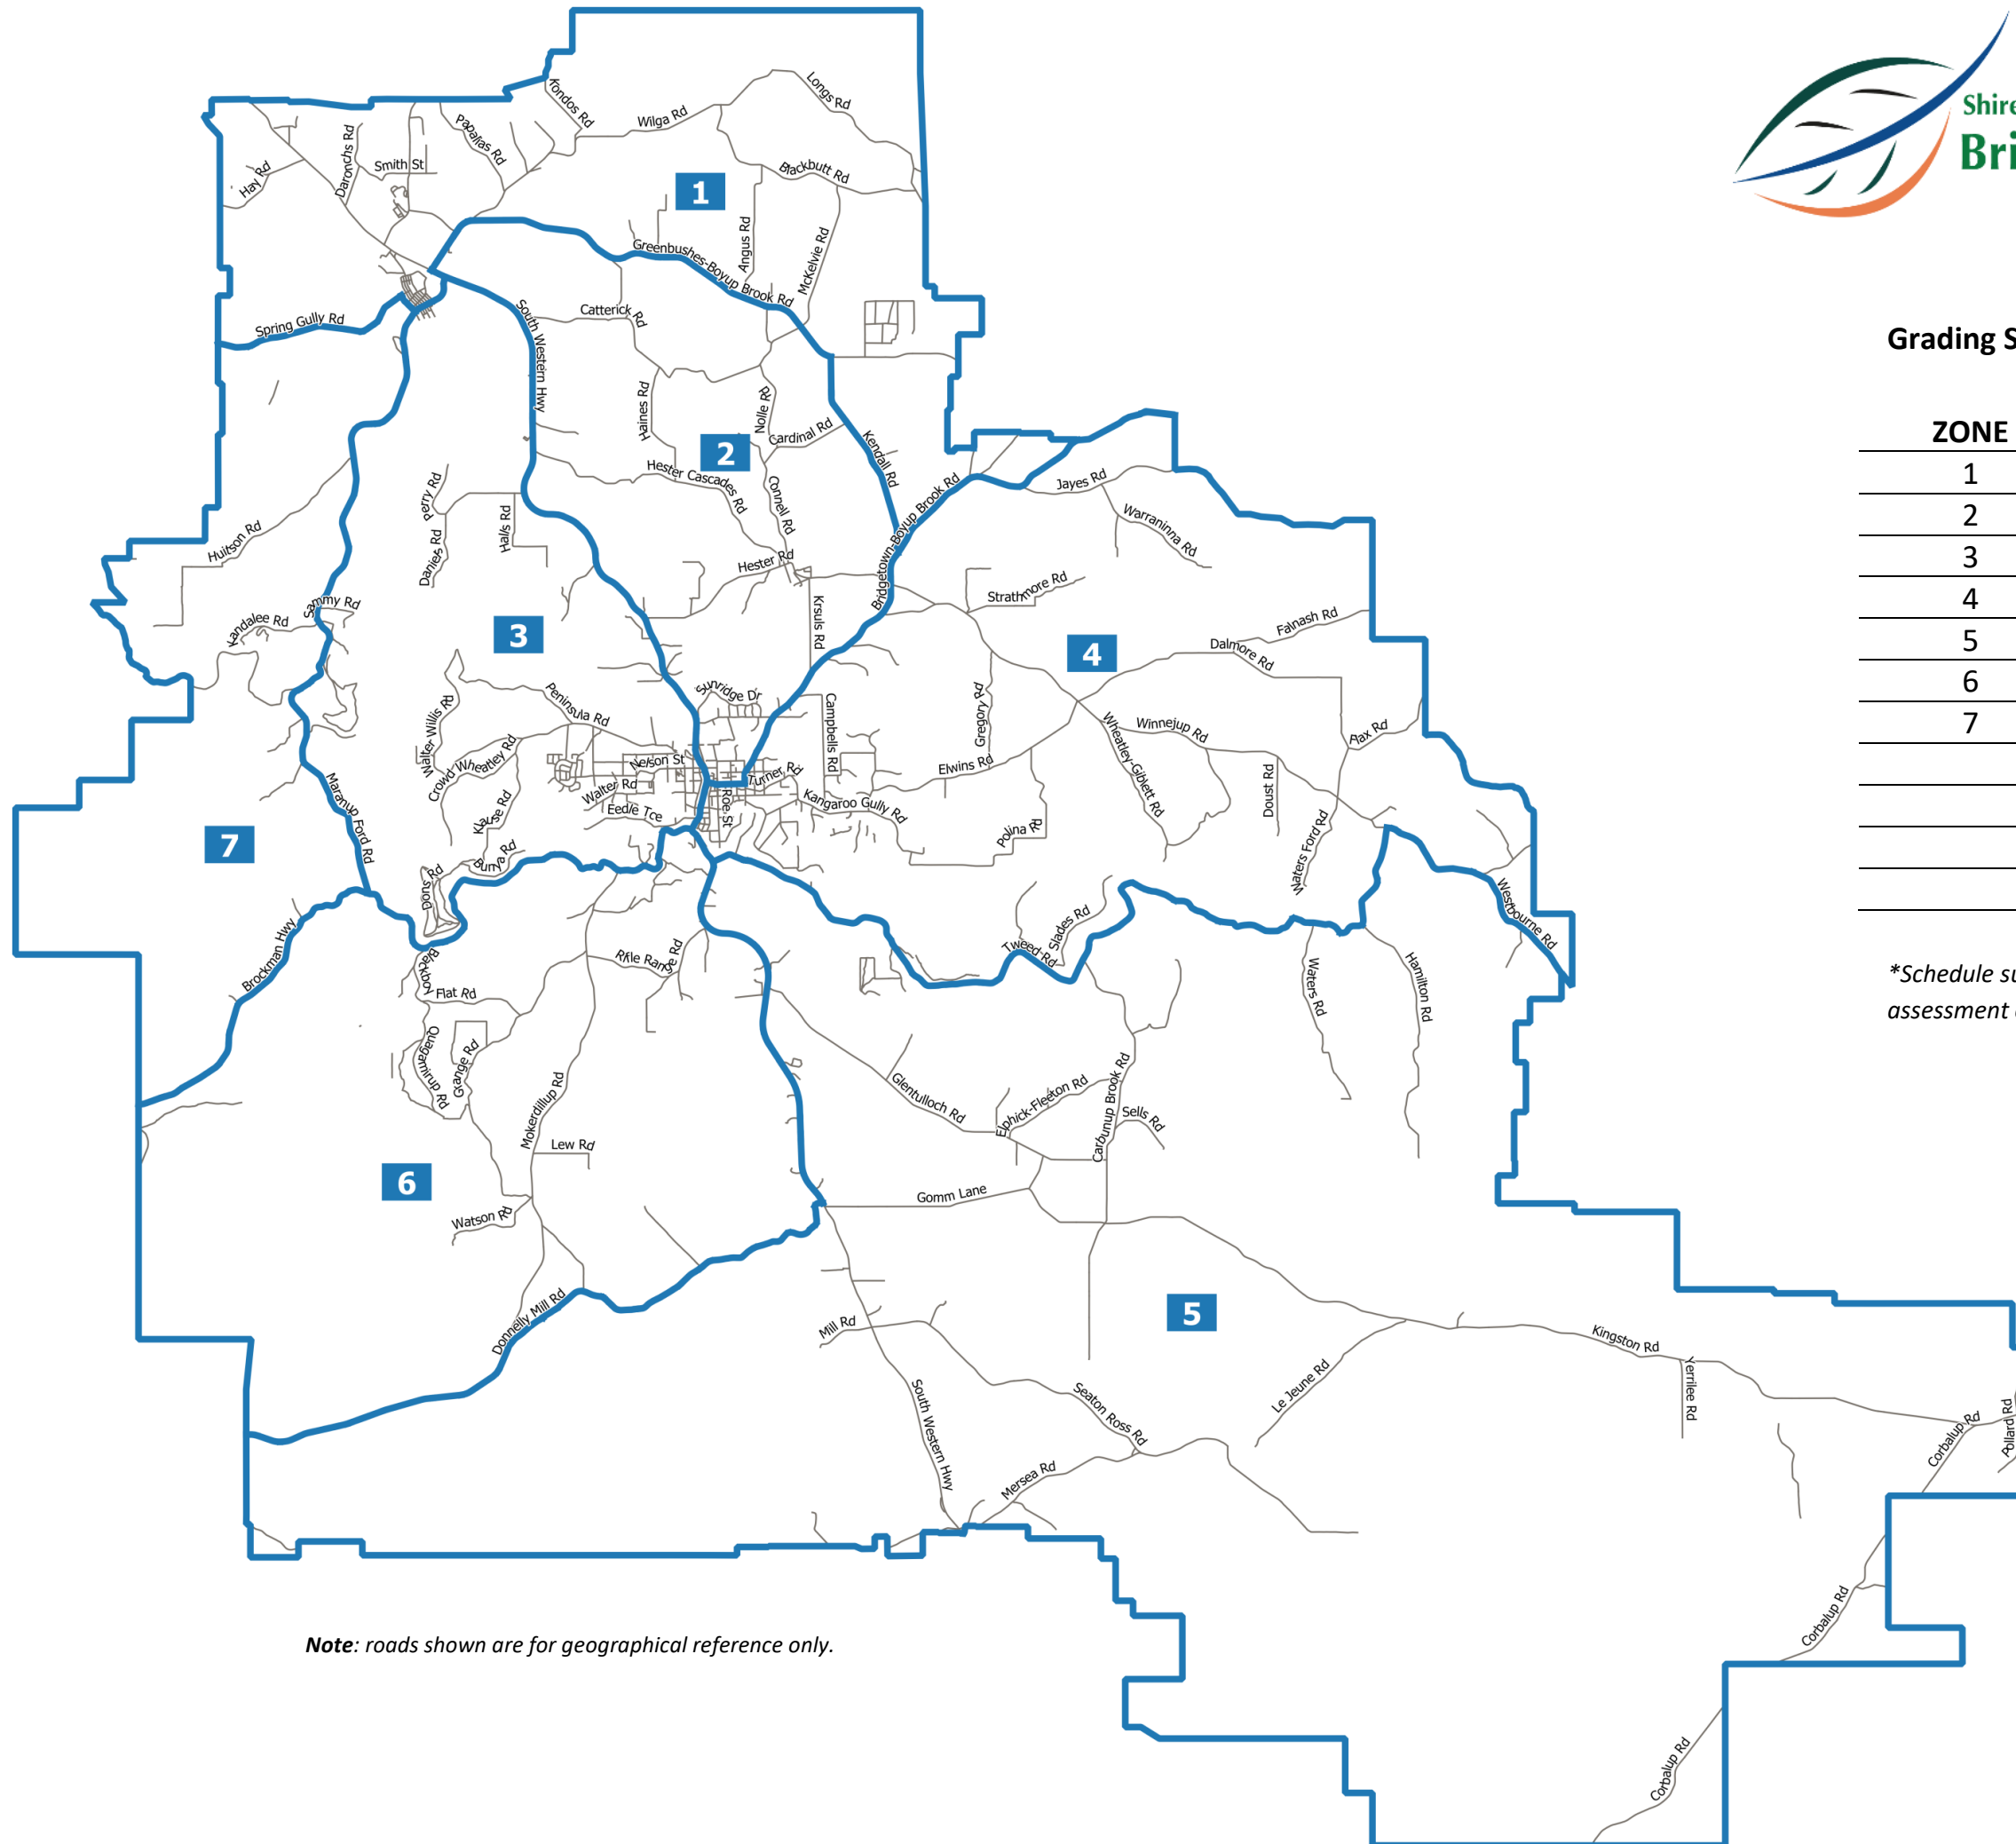 Shire
Bri
Grading S
ZONE
1
2
3
4
5
6
7
*Schedule su
assessment
Kondos Rd
Longs Rd
Wilga Rd
Papalias Rd
Daronchs Rd
Smith St
Hay Rd
Blackbutt Rd
1
Angus Rd
McKelvie Rd
Greenbushes-Boyup Brook Rd
Spring Gully Rd
South Western Hwy
Catterick Rd
Haines Rd
Nolle Rd
Cardinal Rd
Kendall Rd
2
Hester Cascades Rd
Connell Rd
Perry Rd
Halls Rd
Daniels Rd
Huitson Rd
Jayes Rd
Warraninna Rd
Bridgetown-Boyup Brook Rd
Hester Rd
Strathmore Rd
Krsuls Rd
Sammy Rd
Kandalee Rd
3
4
Falnash Rd
Dalmore Rd
Sunridge Dr
Peninsula Rd
Walter Willis Rd
Campbells Rd
Gregory Rd
Winnejup Rd
Flax Rd
Crowd Wheatley Rd
Nelson St
Turner Rd
Elwins Rd
Wheatley-Giblett Rd
Doust Rd
Walter Rd
Roe St
Eedle Tce
Kangaroo Gully Rd
Klause Rd
Polina Rd
Maranup Ford Rd
7
Waters Ford Rd
Burrye Rd
Dons Rd
Westbourne Rd
Slades Rd
Tweed Rd
Brockman Hwy
Rifle Range Rd
Blackboy
Flat Rd
Waters Rd
Hamilton Rd
Quagamirup Rd
Grange Rd
Glentulloch Rd
Elphick-Fleeton Rd
Carbunup Brook Rd
Sells Rd
Mokerdillup Rd
Lew Rd
6
Gomm Lane
Watson Rd
Donnelly Mill Rd
5
Mill Rd
Kingston Rd
Yerrilee Rd
Le Jeune Rd
Seaton Ross Rd
South Western Hwy
Mersea Rd
Corbalup Rd
Pollard Rd
Corbalup Rd
Corbalup Rd
Note: roads shown are for geographical reference only.